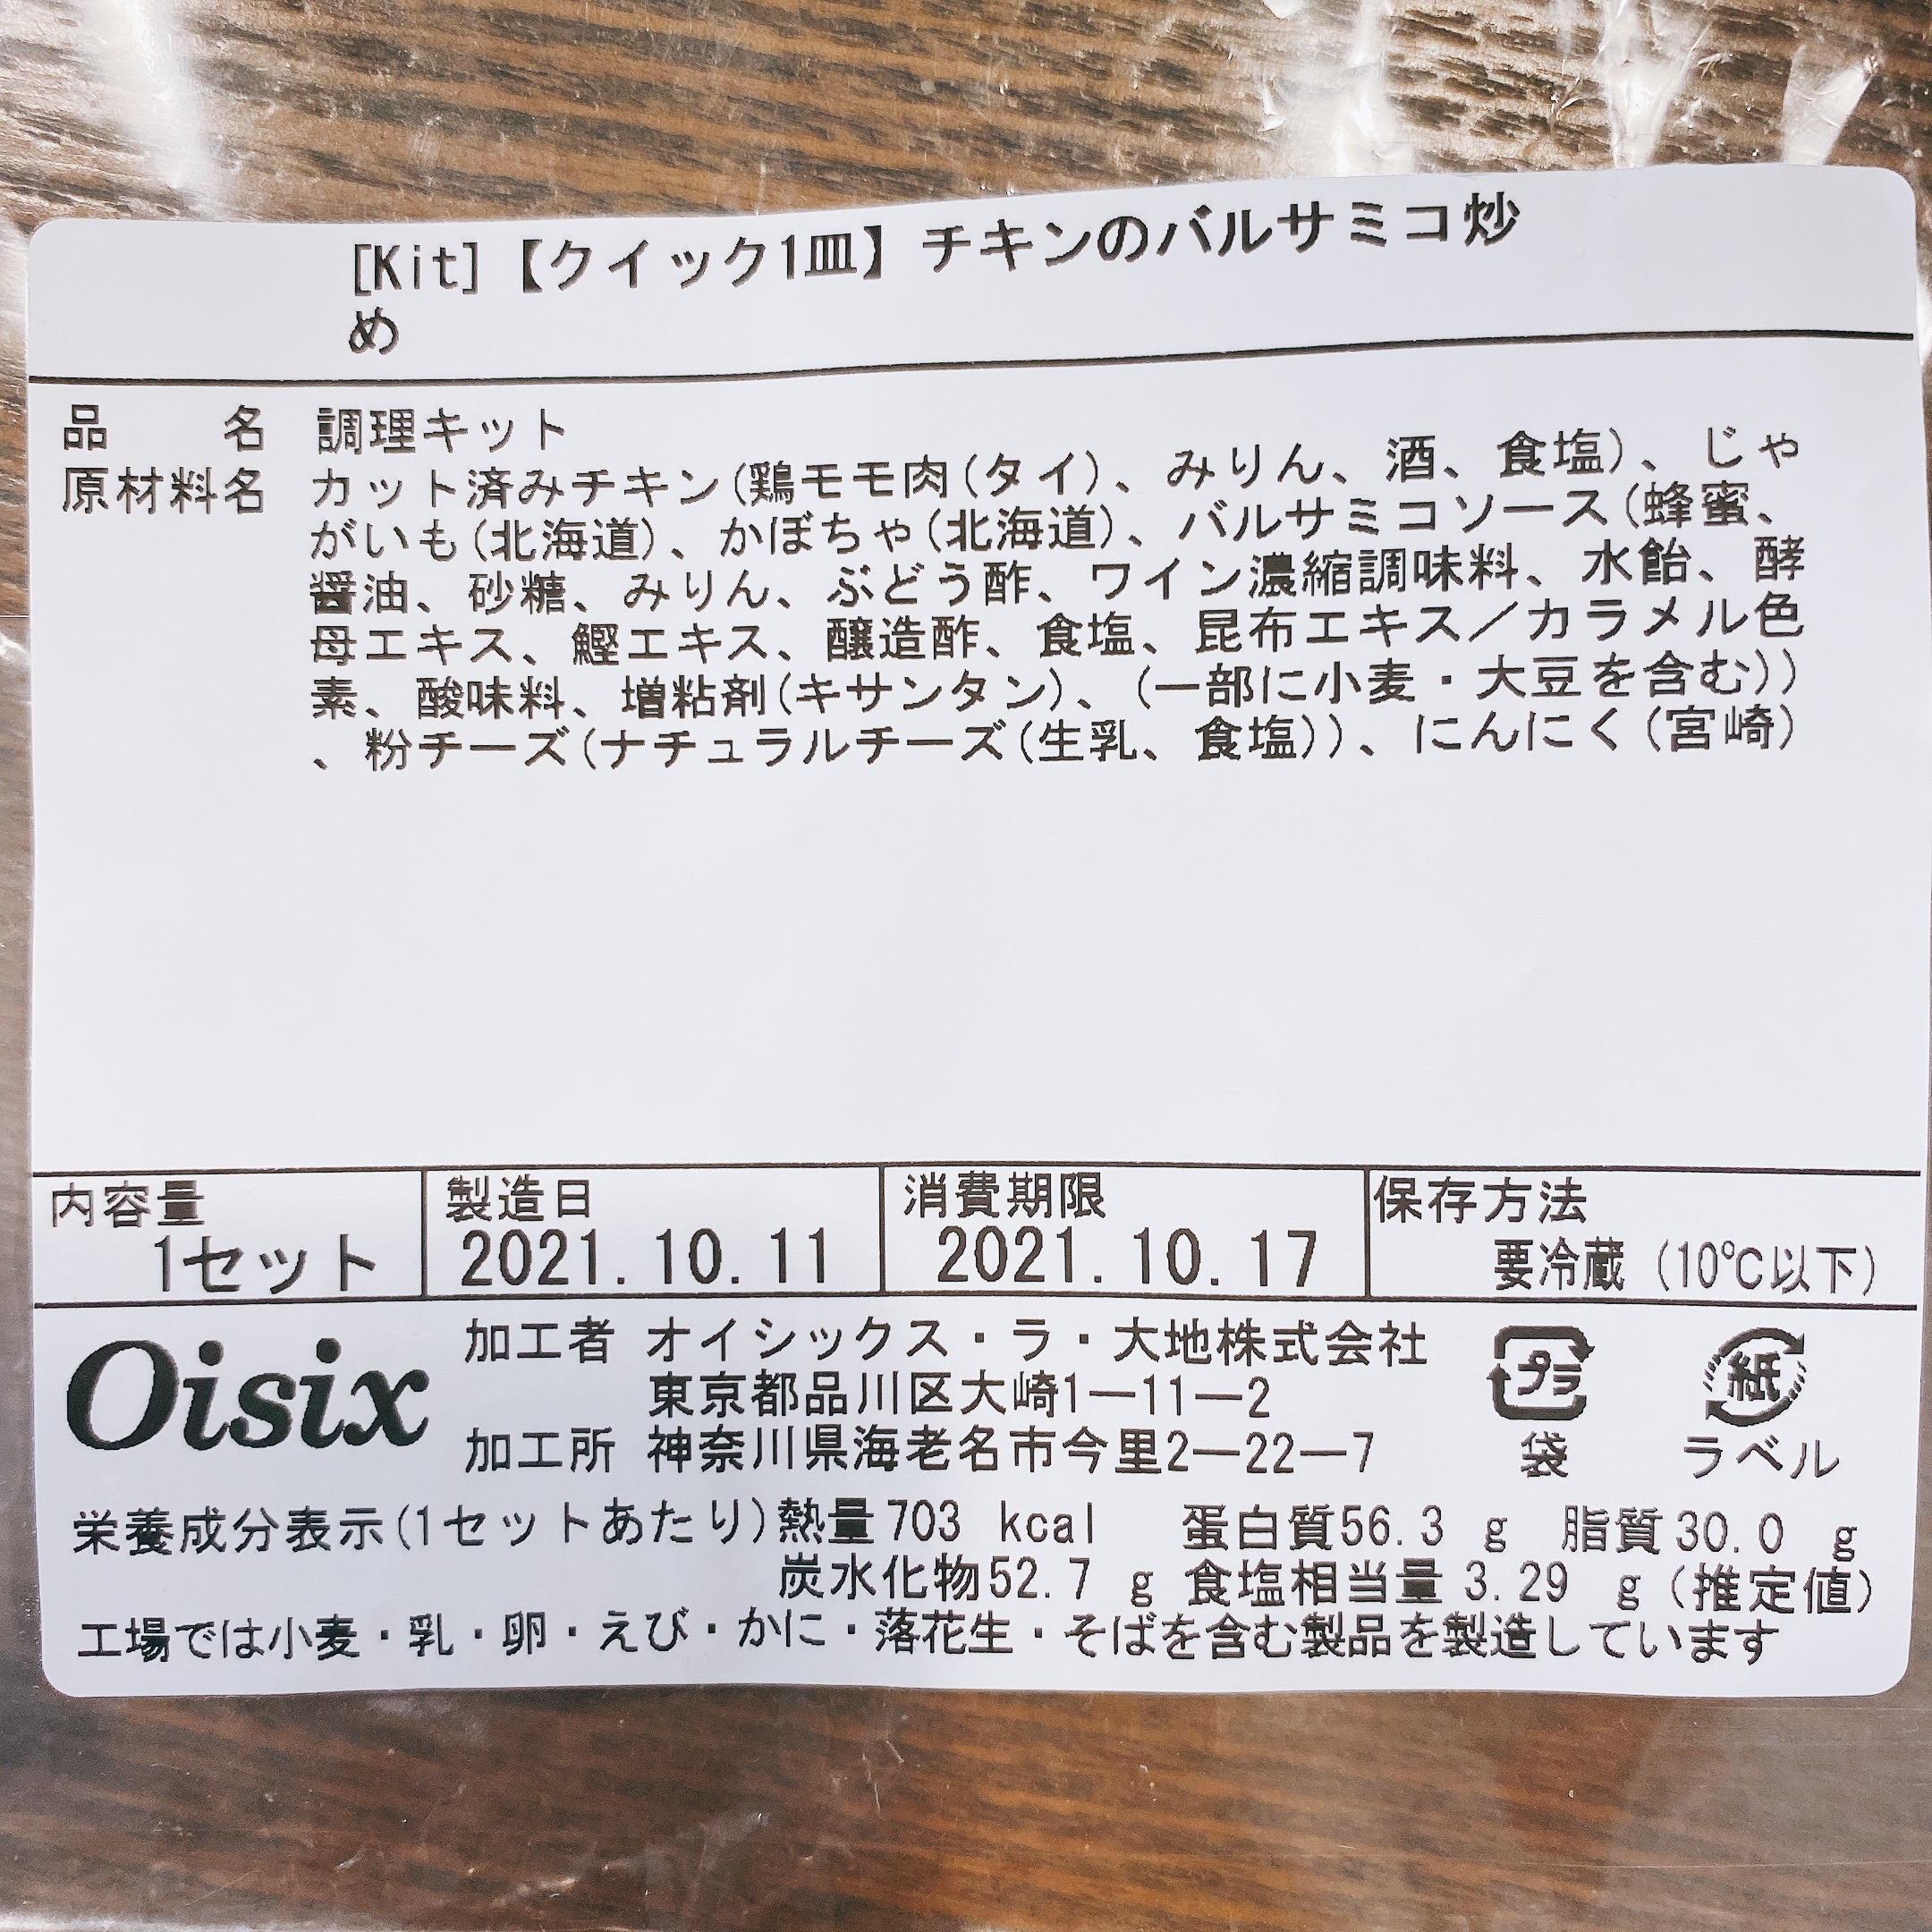 [Kit]【クイック1皿】チキンのバルサミコ炒
め
品 名 調理キット
原材料名 カット済みチキン(鶏モモ肉(タイ)、みりん、酒、食塩)、じゃ
がいも(北海道)、かぼちゃ(北海道)、バルサミコソース(蜂蜜、
醤油、砂糖、みりん、ぶどう酢、ワイン濃縮調味料、水飴、酵
母エキス、鰹エキス、醸造酢、食塩、昆布エキス／カラメル色
素、酸味料、増粘剤(キサンタン)、(一部に小麦・大豆を含む))
、粉チーズ(ナチュラルチーズ(生乳、食塩))、にんにく(宮崎)
内容量 製造日 消費期限 保存方法
1セット 2021.10.11 2021.10.17 要冷蔵(10℃以下)
Oisix
加工者 オイシックス・ラ・大地株式会社
東京都品川区大崎1―11―2
加工所 神奈川県海老名市今里2―22―7
プラ 紙
袋 ラベル
栄養成分表示(1セットあたり)熱量703 kcal 蛋白質56.3 g 脂質30.0 g
炭水化物52.7 g 食塩相当量3.29 g(推定値)
工場では小麦・乳・卵・えび・かに・落花生・そばを含む製品を製造しています